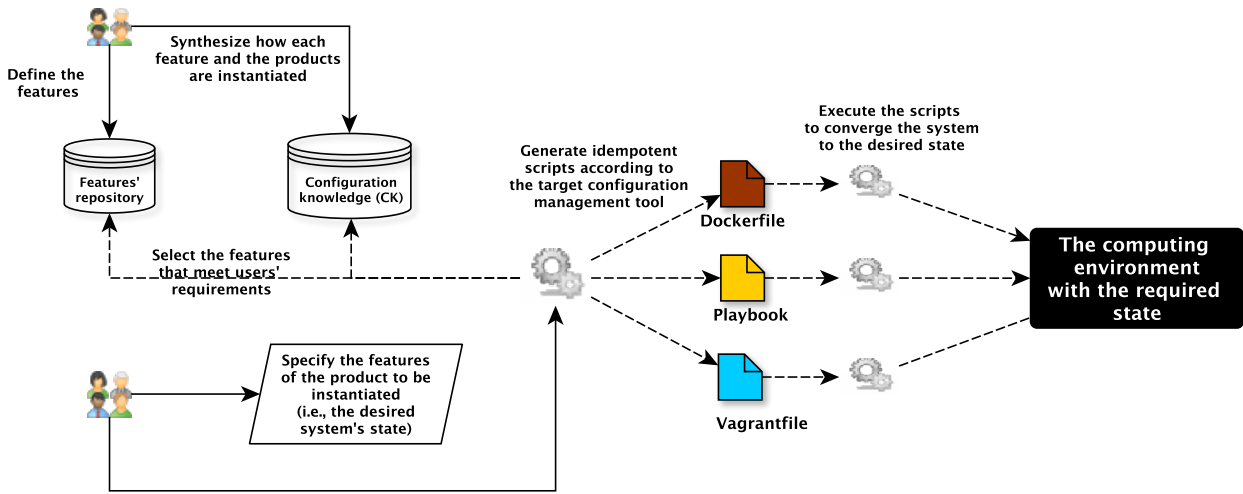 Define the
features
Synthesize how each
feature and the products
are instantiated
Features'
repository
Configuration
knowledge (CK)
Select the features
that meet users'
requirements
Generate idempotent
scripts according to
the target configuration
management tool
Execute the scripts
to converge the system
to the desired state
Dockerfile
Playbook
Vagrantfile
The computing
environment
with the required
state
Specify the features
of the product to be
instantiated
(i.e., the desired
system's state)